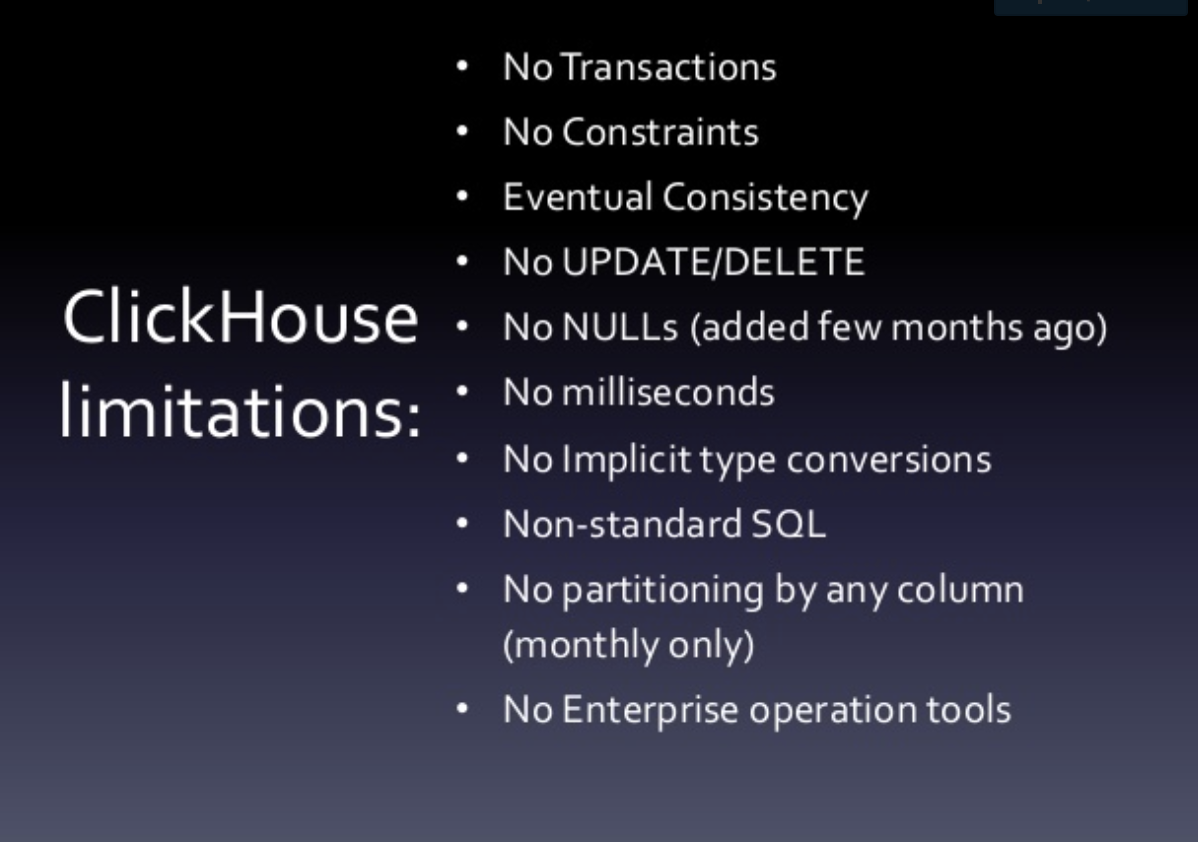 ClickHouse
limitations:
• No Transactions
• No Constraints
• Eventual Consistency
• No UPDATE/DELETE
• No NULLs (added few months ago)
• No milliseconds
• No Implicit type conversions
• Non-standard SQL
• No partitioning by any column
(monthly only)
• No Enterprise operation tools